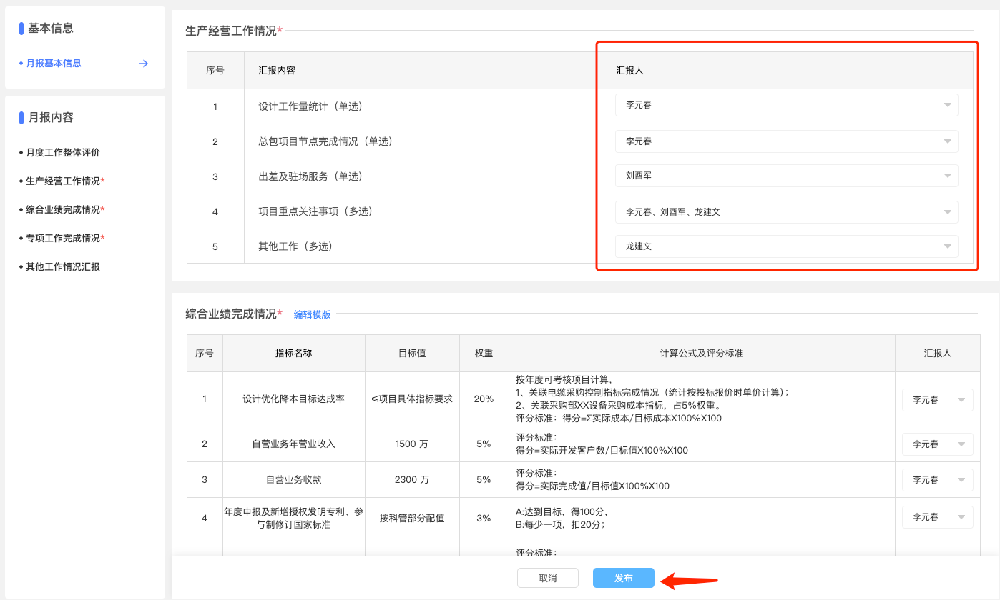 基本信息
• 月报基本信息
月报内容
• 月度工作整体评价
• 生产经营工作情况*
• 综合业绩完成情况*
• 专项工作完成情况*
• 其他工作情况汇报
生产经营工作情况*
序号 汇报内容 汇报人
1 设计工作量统计（单选） 李元春
2 总包项目节点完成情况（单选） 李元春
3 出差及驻场服务（单选） 刘酉军
4 项目重点关注事项（多选） 李元春、刘酉军、龙建文
5 其他工作（多选） 龙建文
综合业绩完成情况* 编辑模版
序号 指标名称 目标值 权重 计算公式及评分标准 汇报人
1 设计优化降本目标达成率 ≤项目具体指标要求 20% 按年度可考核项目计算，
1、关联电缆采购控制指标完成情况（统计按投标报价时单价计算）；
2、关联采购部XX设备采购成本指标，占5%权重。
评分标准：得分=Σ实际成本/目标成本X100%X100
李元春
2 自营业务年营业收入 1500 万 5% 评分标准：
得分=实际开发客户数/目标值X100%X100
李元春
3 自营业务收款 2300 万 5% 评分标准：
得分=实际完成值/目标值X100%X100
李元春
4 年度申报及新增授权发明专利、参
与制修订国家标准
按科管部分配值 3% A:达到目标，得100分，
B:每少一项，扣20分；
李元春
评分标准：
取消 发布